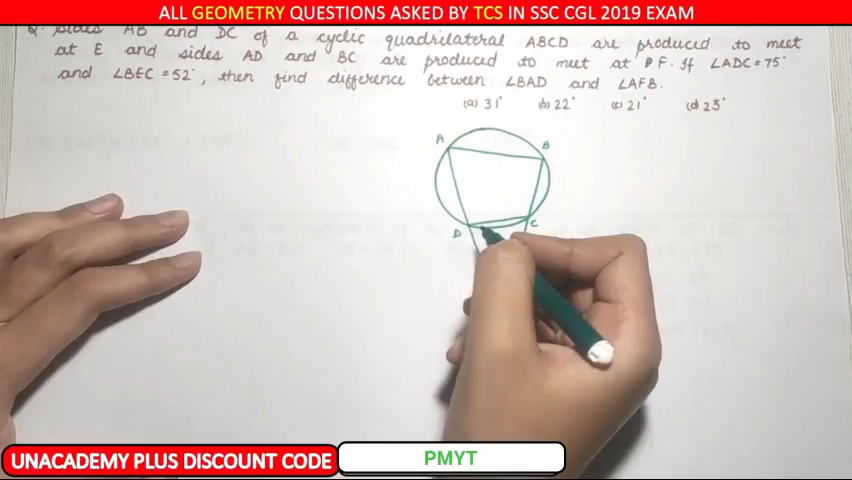 ALL GEOMETRY QUESTIONS ASKED BY TCS IN SSC CGL 2019 EXAM
Q. Sides AB and DC of a cyclic quadrilateral ABCD are produced to meet
at E and sides AD and BC are produced to meet at F. If ∠ADC = 75°
and ∠BEC = 52°, then find difference between ∠BAD and ∠AFB.
(a) 31° (b) 22° (c) 21° (d) 23°
A
B
D
C
UNACADEMY PLUS DISCOUNT CODE
PMYT